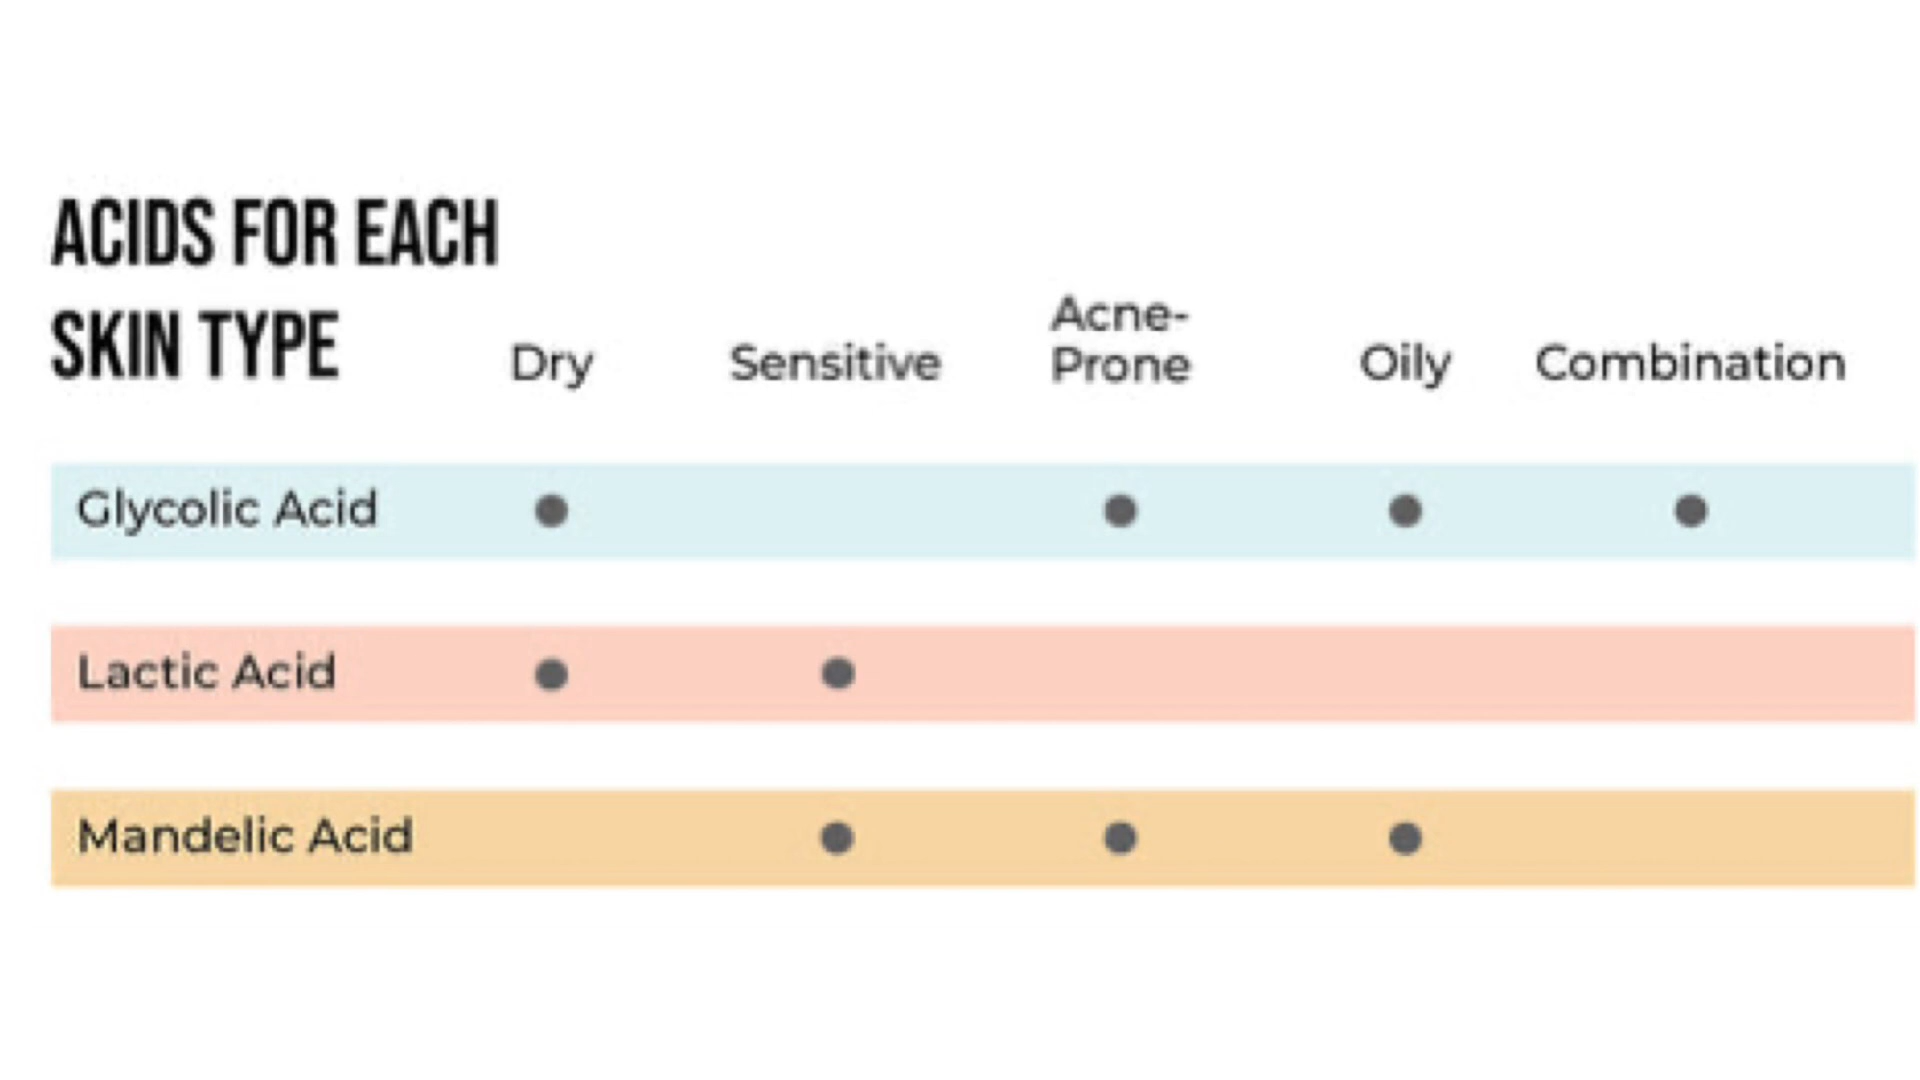 ACIDS FOR EACH
SKIN TYPE
Dry
Sensitive
Acne-
Prone
Oily
Combination
Glycolic Acid
Lactic Acid
Mandelic Acid